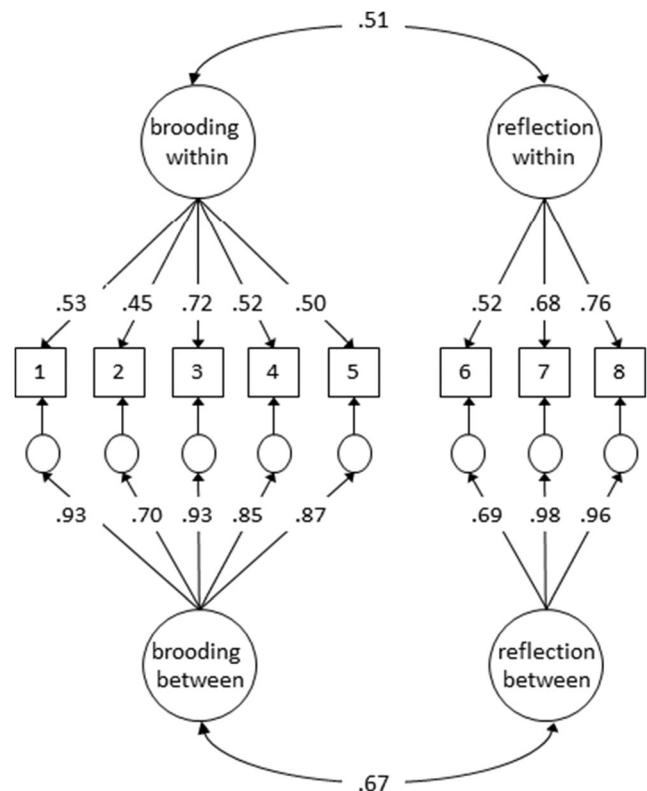 .51
brooding
within
reflection
within
.53 .45 .72 .52 .50 .52 .68 .76
1 2 3 4 5 6 7 8
.93 .70 .93 .85 .87 .69 .98 .96
brooding
between
reflection
between
.67